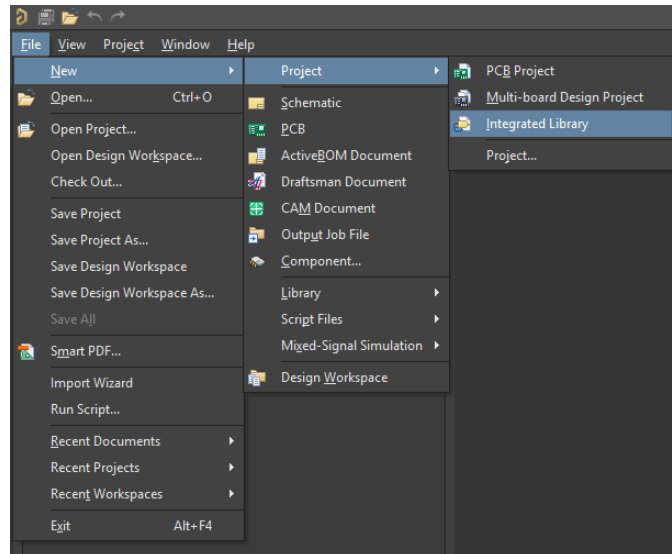 File View Project Window Help
New
Open... Ctrl+O
Open Project...
Open Design Workspace...
Check Out...
Save Project
Save Project As...
Save Design Workspace
Save Design Workspace As...
Save All
Smart PDF...
Import Wizard
Run Script...
Recent Documents
Recent Projects
Recent Workspaces
Exit Alt+F4
Project
Schematic
PCB
ActiveBOM Document
Draftsman Document
CAM Document
Output Job File
Component...
Library
Script Files
Mixed-Signal Simulation
Design Workspace
PCB Project
Multi-board Design Project
Integrated Library
Project...